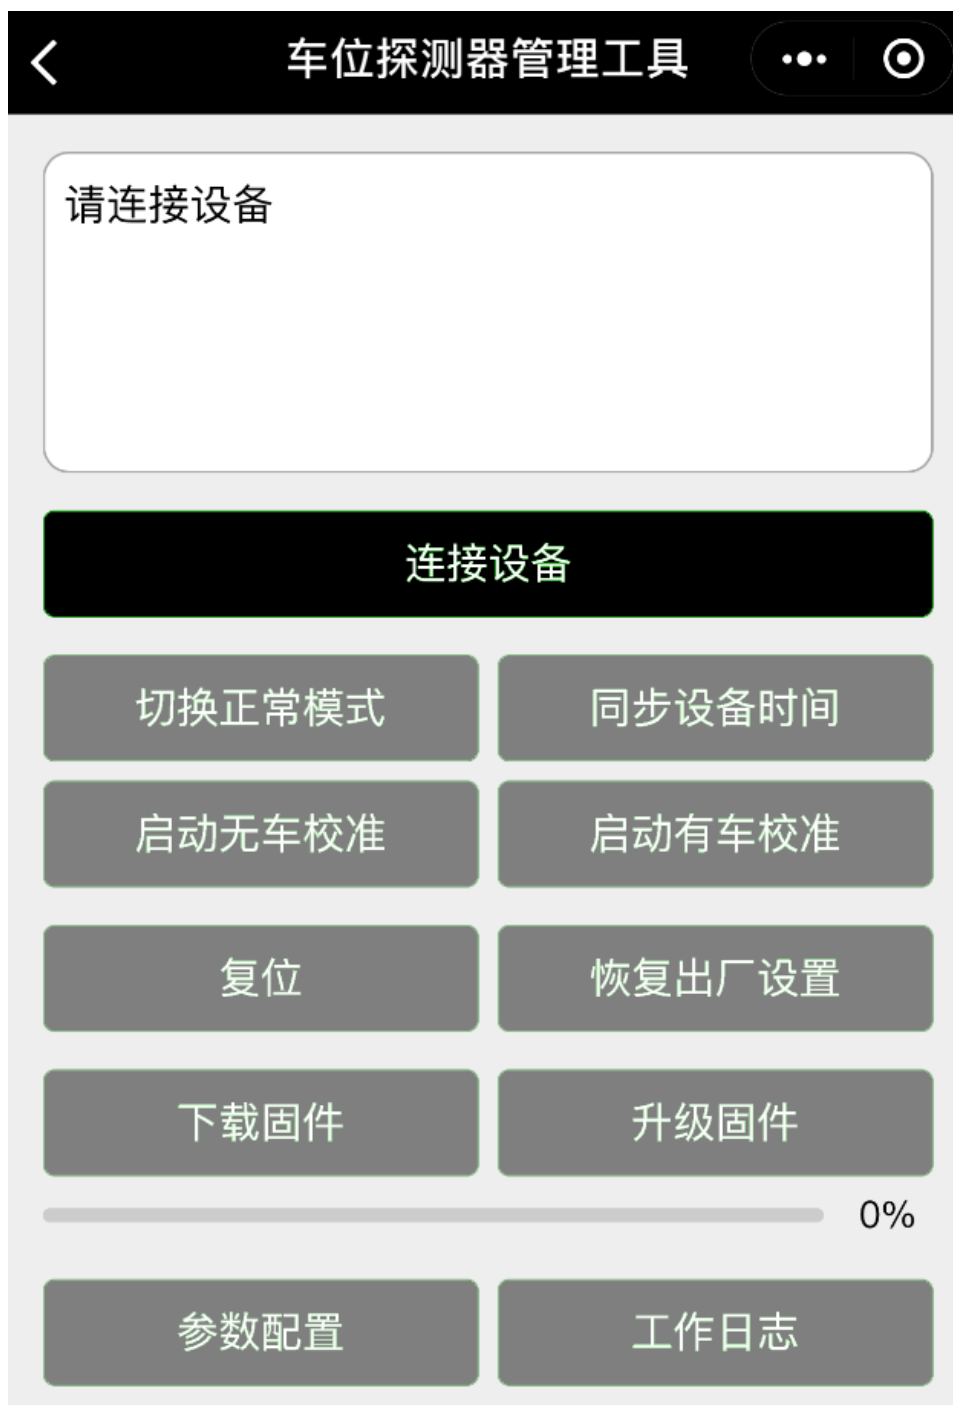 车位探测器管理工具
请连接设备
连接设备
切换正常模式
同步设备时间
启动无车校准
启动有车校准
复位
恢复出厂设置
下载固件
升级固件
0%
参数配置
工作日志